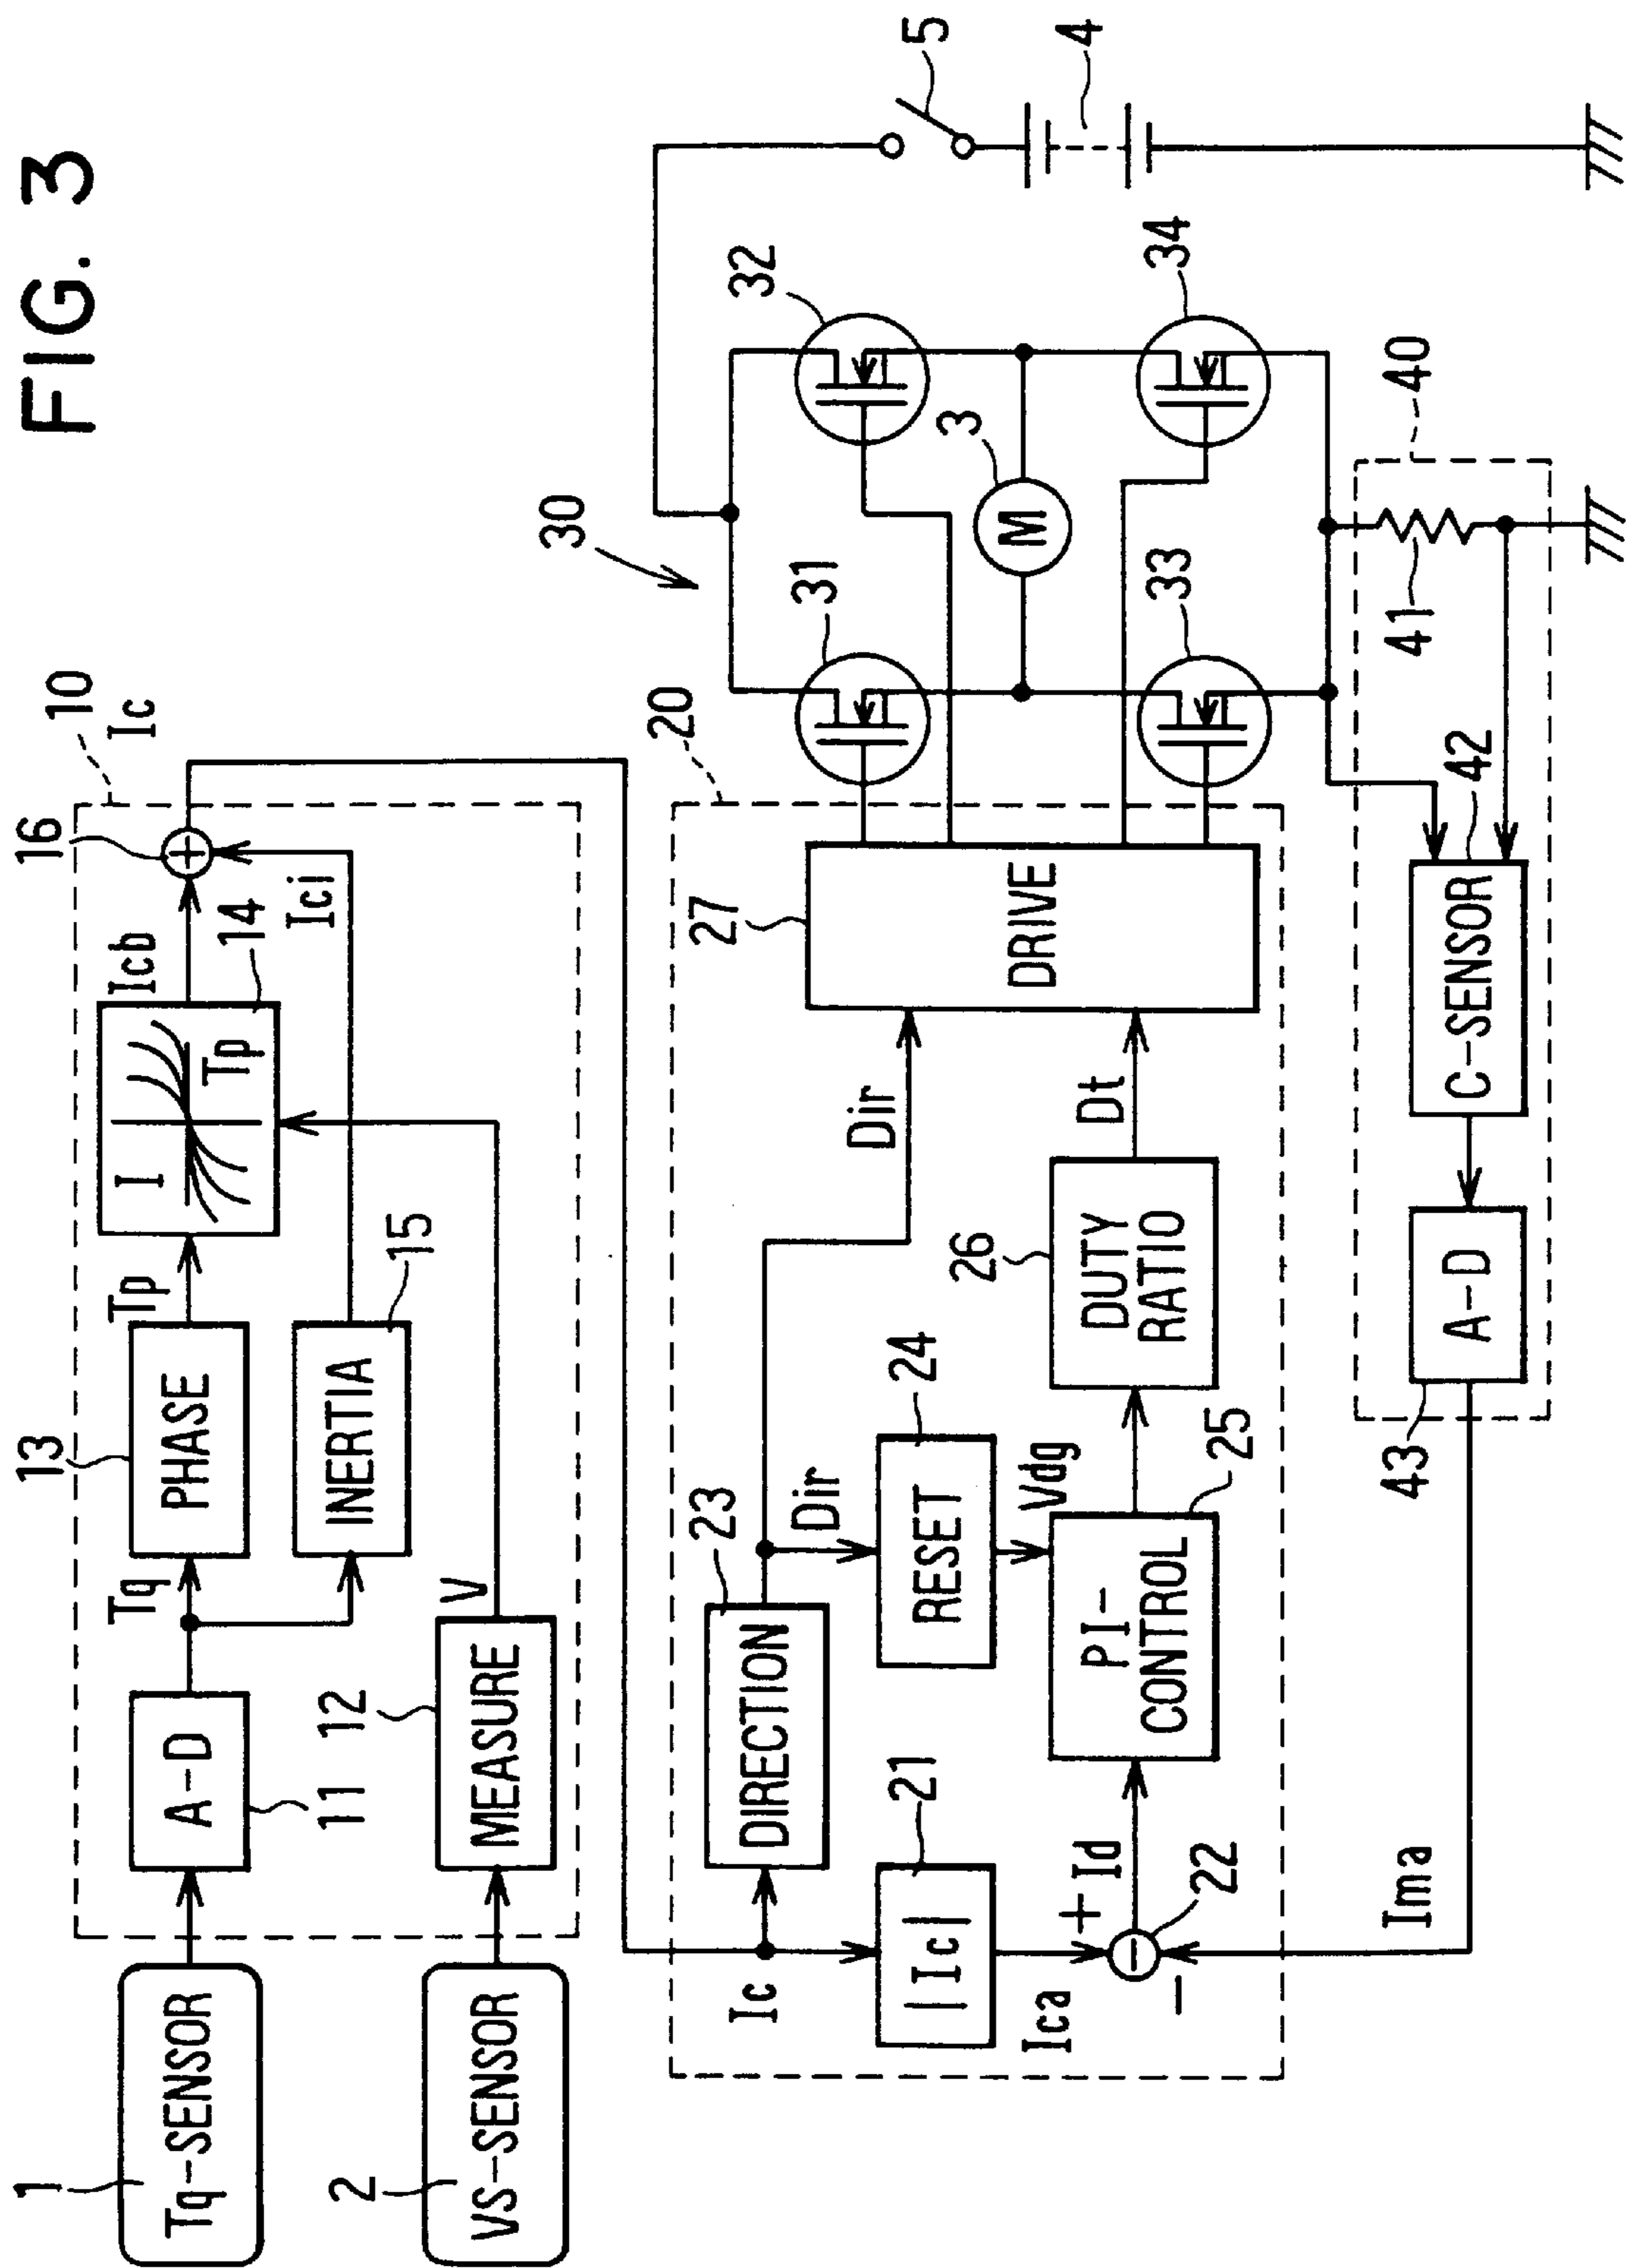 FIG. 3
1
Tq-SENSOR
2
VS-SENSOR
10
11
A-D
Tq
13
PHASE
Tp
14
I
Tp
Icb
16
+
Ic
15
INERTIA
Ici
12
MEASURE
V
20
Ic
23
DIRECTION
Dir
Dir
24
RESET
Vdg
21
|Ic|
Ica
+
Id
22
−
−
25
PI-
CONTROL
26
DUTY
RATIO
Dt
27
DRIVE
30
31
32
33
34
3
M
5
4
40
41
42
C-SENSOR
43
A-D
Ima